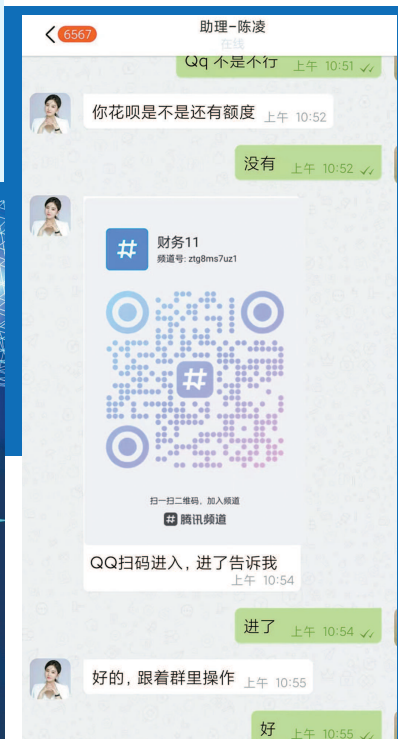 6567
助理-陈凌
在线
Qq 不是不行 上午 10:51
你花呗是不是还有额度 上午 10:52
没有 上午 10:52
财务11
频道号: ztg8ms7uz1
扫一扫二维码，加入频道
腾讯频道
QQ扫码进入，进了告诉我
上午 10:54
进了 上午 10:54
好的，跟着群里操作 上午 10:55
好 上午 10:55